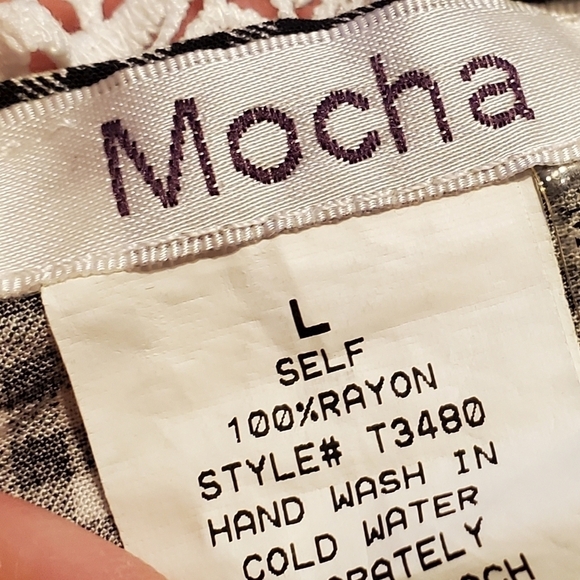 Mocha
L
SELF
100%RAYON
STYLE# T3480
HAND WASH IN
COLD WATER